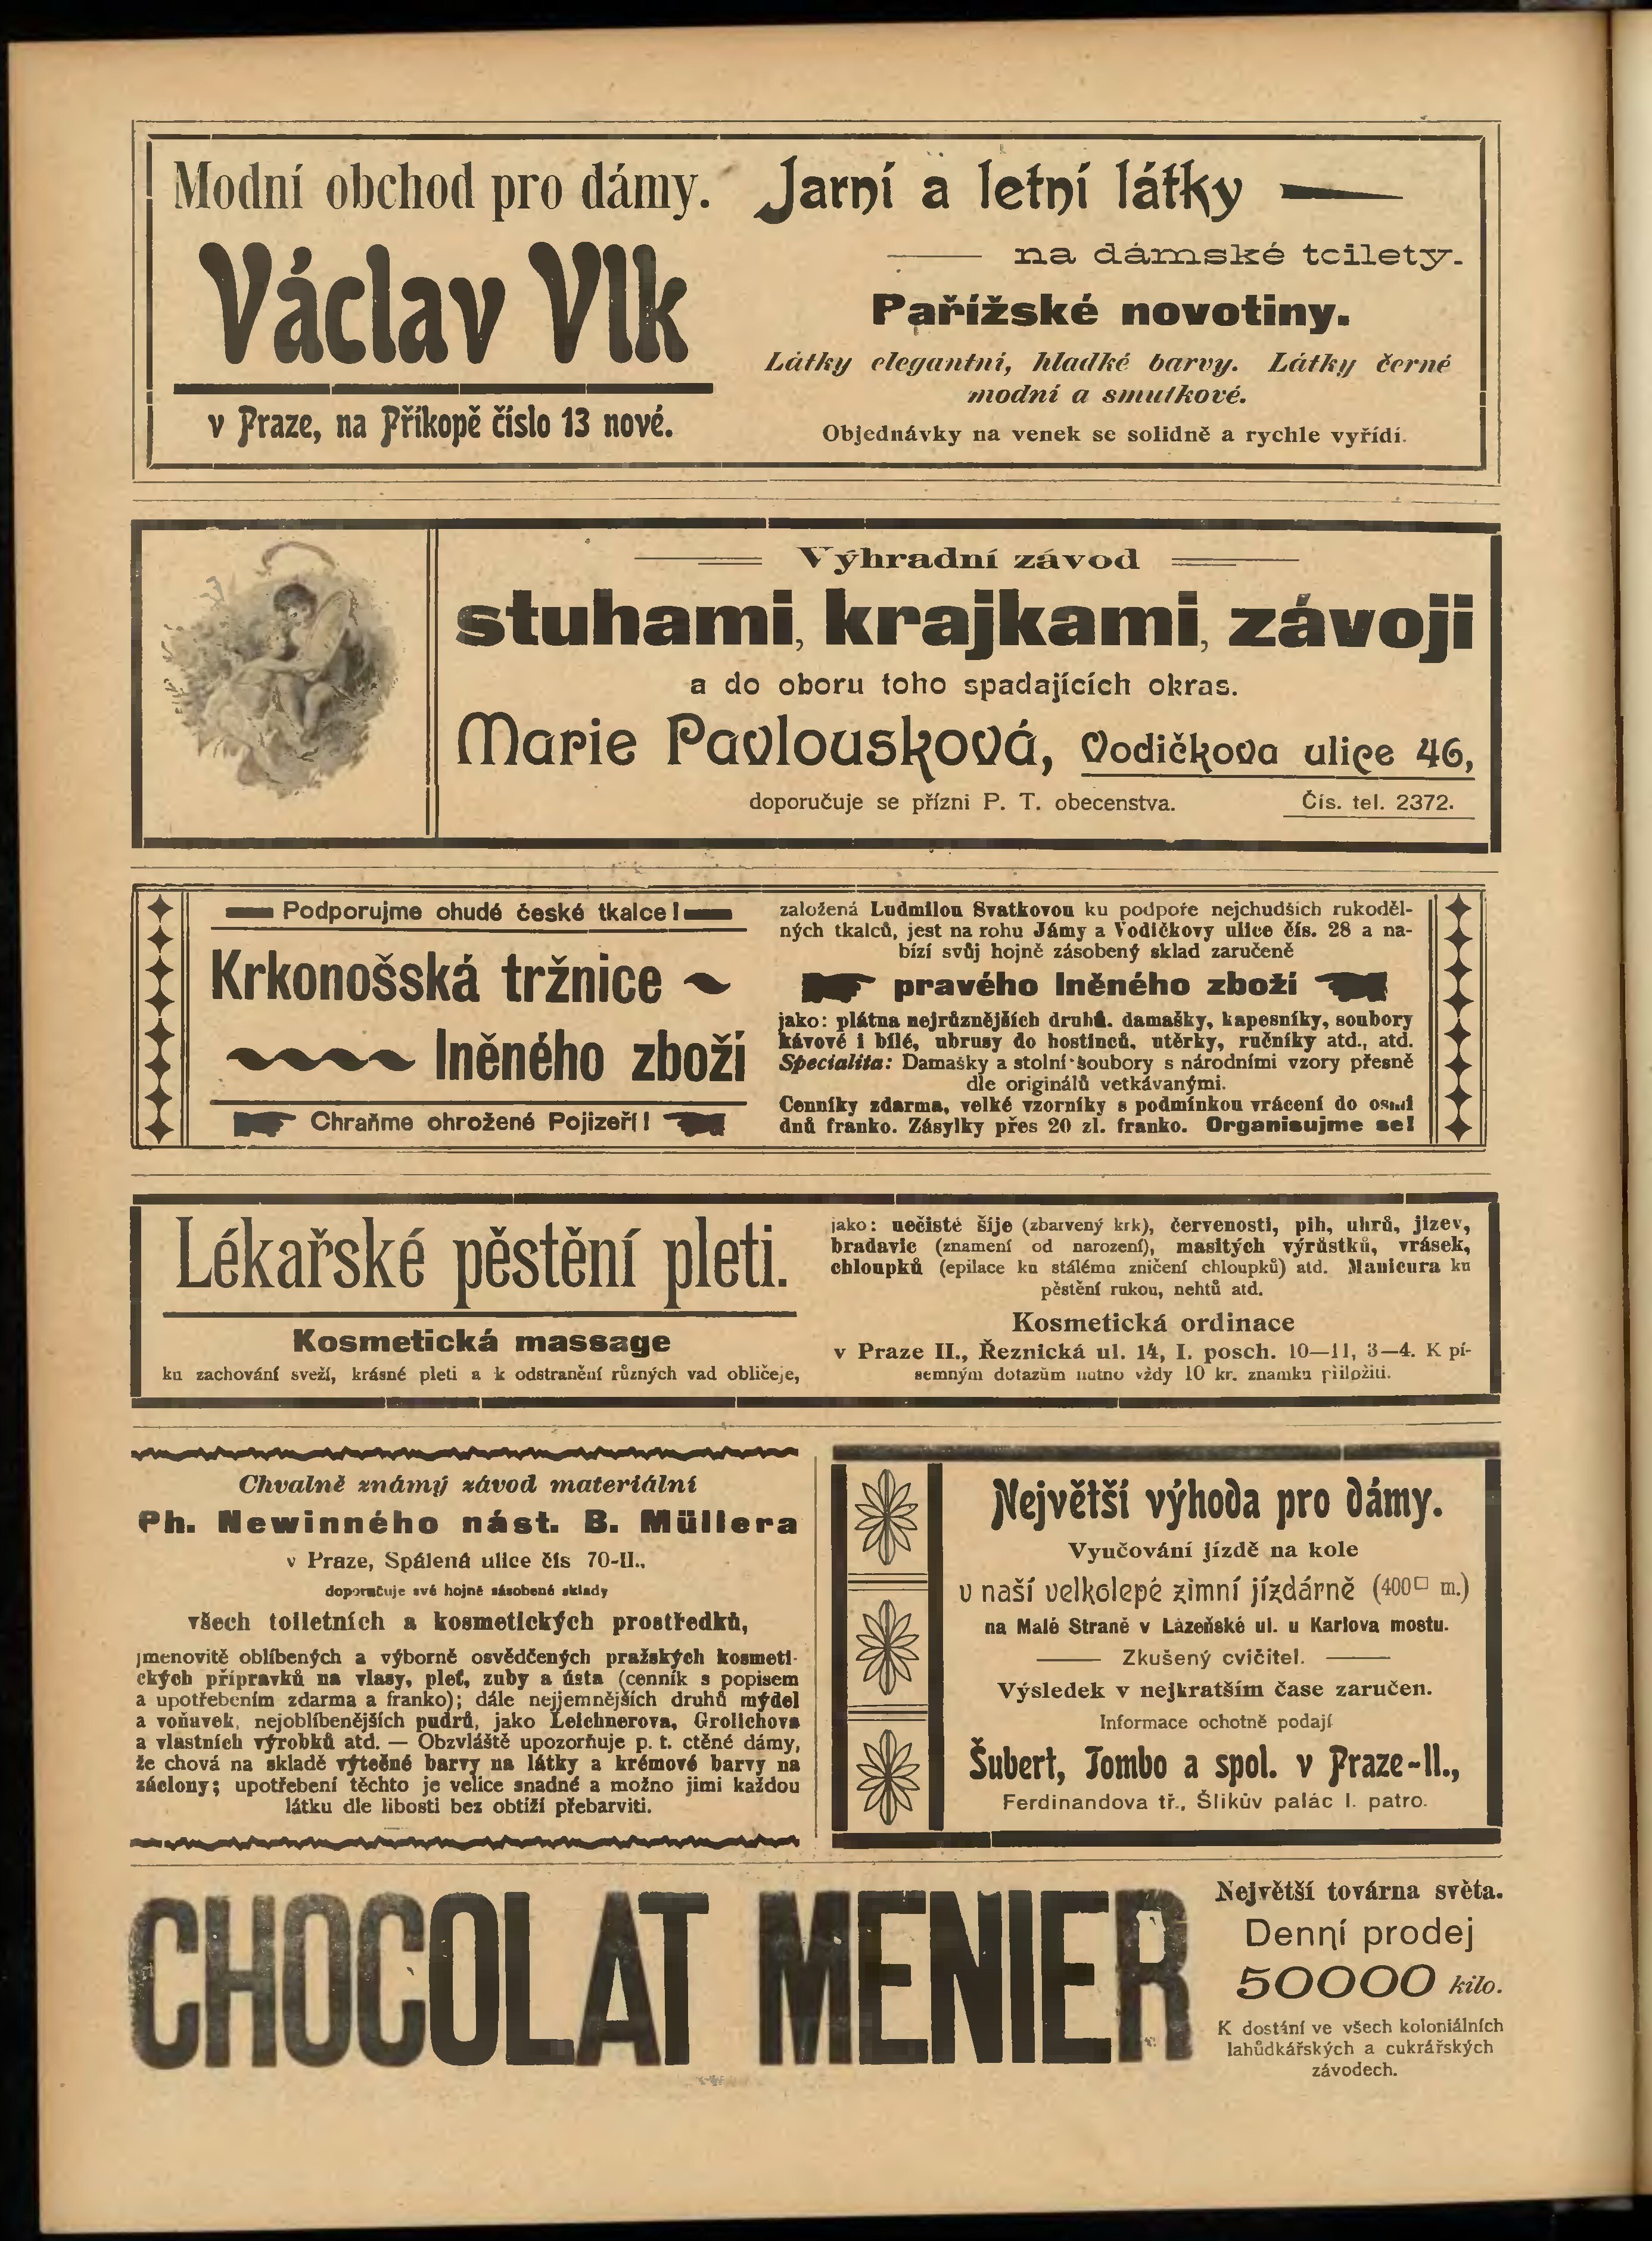 Modní obchod pro dámy.
Václav Vlk
v Praze, na Příkopě číslo 13 nové.
Jarní a letní látky
na dámské toilety.
Pařížské novotiny.
Látky elegantní, hladké barvy. Látky černé
modní a smutkové.
Objednávky na venek se solidně a rychle vyřídí.
Výhradní závod
stuhami, krajkami, závoji
a do oboru toho spadajících okras.
Marie Pavlousková, Vodičkova ulice 46,
doporučuje se přízni P. T. obecenstva. Čís. tel. 2372.
Podporujme chudé české tkalce!
Krkonošská tržnice
lněného zboží
Chraňme ohrožené Pojizeří!
založená Ludmilou Svatkovou ku podpoře nejchudších rukoděl-
ných tkalců, jest na rohu Jámy a Vodičkovy ulice čís. 28 a na-
bízí svůj hojně zásobený sklad zaručeně
pravého lněného zboží
jako: plátna nejrůznějších druhů. damašky, kapesníky, soubory
kávové i bílé, ubrusy do hostinců, utěrky, ručníky atd., atd.
Specialita: Damašky a stolní soubory s národními vzory přesně
dle originálů vetkávanými.
Cenníky zdarma, velké vzorníky s podmínkou vrácení do osmi
dnů franko. Zásylky přes 20 zl. franko. Organisujme se!
Lékařské pěstění pleti.
Kosmetická massage
ku zachování sveží, krásné pleti a k odstranění různých vad obličeje,
jako: nečisté šíje (zbarvený krk), červenosti, pih, uhrů, jizev,
bradavic (znamení od narození), masitých výrůstků, vrásek,
chloupků (epilace ku stálému zničení chloupků) atd. Manicura ku
pěstění rukou, nehtů atd.
Kosmetická ordinace
v Praze II., Řeznická ul. 14, I. posch. 10—11, 3—4. K pí-
semným dotazům nutno vždy 10 kr. znamku přiložiti.
Chvalně známý závod materiální
Ph. Newinného nást. B. Müllera
v Praze, Spálená ulice čís 70-II.,
doporučuje své hojně zásobené sklady
všech toiletních a kosmetických prostředků,
jmenovitě oblíbených a výborně osvědčených pražských kosmeti-
ckých přípravků na vlasy, pleť, zuby a ústa (cenník s popisem
a upotřebením zdarma a franko); dále nejjemnějších druhů mýdel
a voňavek, nejoblíbenějších pudrů, jako Leichnerova, Grolichova
a vlastních výrobků atd. — Obzvláště upozorňuje p. t. ctěné dámy,
že chová na skladě výtečné barvy na látky a krémové barvy na
záclony; upotřebení těchto je velice snadné a možno jimi každou
látku dle libosti bez obtíží přebarviti.
Největší výhoda pro dámy.
Vyučování jízdě na kole
v naší velkolepé zimní jízdárně (400□ m.)
na Malé Straně v Lázeňské ul. u Karlova mostu.
Zkušený cvičitel.
Výsledek v nejkratším čase zaručen.
Informace ochotně podají
Šubert, Tombo a spol. v Praze-II.,
Ferdinandova tř., Šlikův palác I. patro.
CHOCOLAT MENIER
Největší továrna světa.
Denní prodej
50000 kilo.
K dostání ve všech koloniálních
lahůdkářských a cukrářských
závodech.